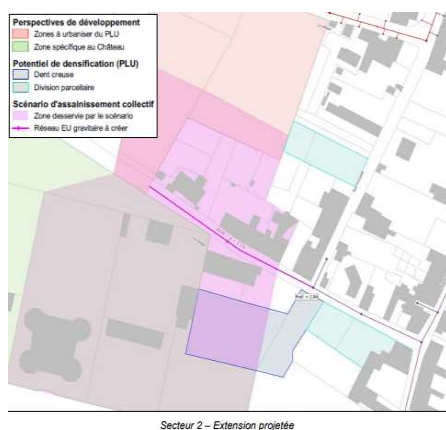 Perspectives de développement
Zones à urbaniser du PLU
Zone spécifique au Château
Potentiel de densification (PLU)
Dent creuse
Division parcellaire
Scénario d'assainissement collectif
Zone desservie par le scénario
Réseau EU gravitaire à créer
Secteur 2 – Extension projetée